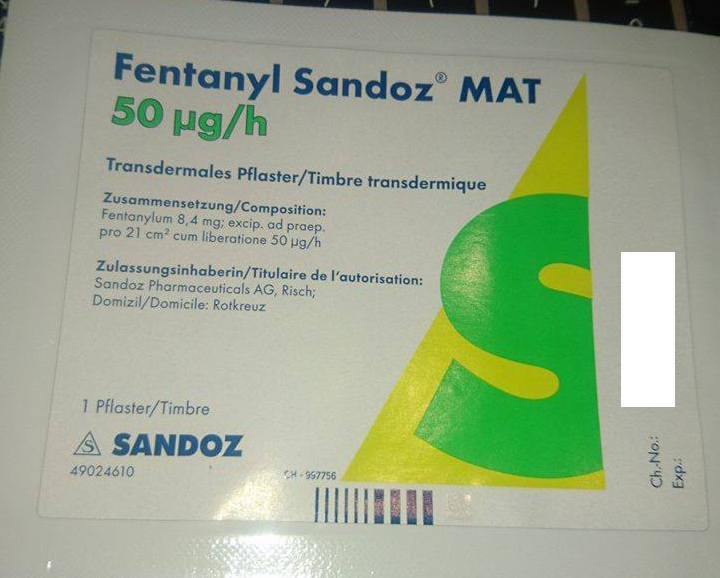 Fentanyl Sandoz® MAT
50 µg/h
Transdermales Pflaster/Timbre transdermique
Zusammensetzung/Composition:
Fentanylum 8,4 mg; excip. ad praep.
pro 21 cm² cum liberatione 50 µg/h
Zulassungsinhaberin/Titulaire de l'autorisation:
Sandoz Pharmaceuticals AG, Risch;
Domizil/Domicile: Rotkreuz
1 Pflaster/Timbre
S SANDOZ
49024610
CH - 997756
S
Ch.-No.:
Exp.: